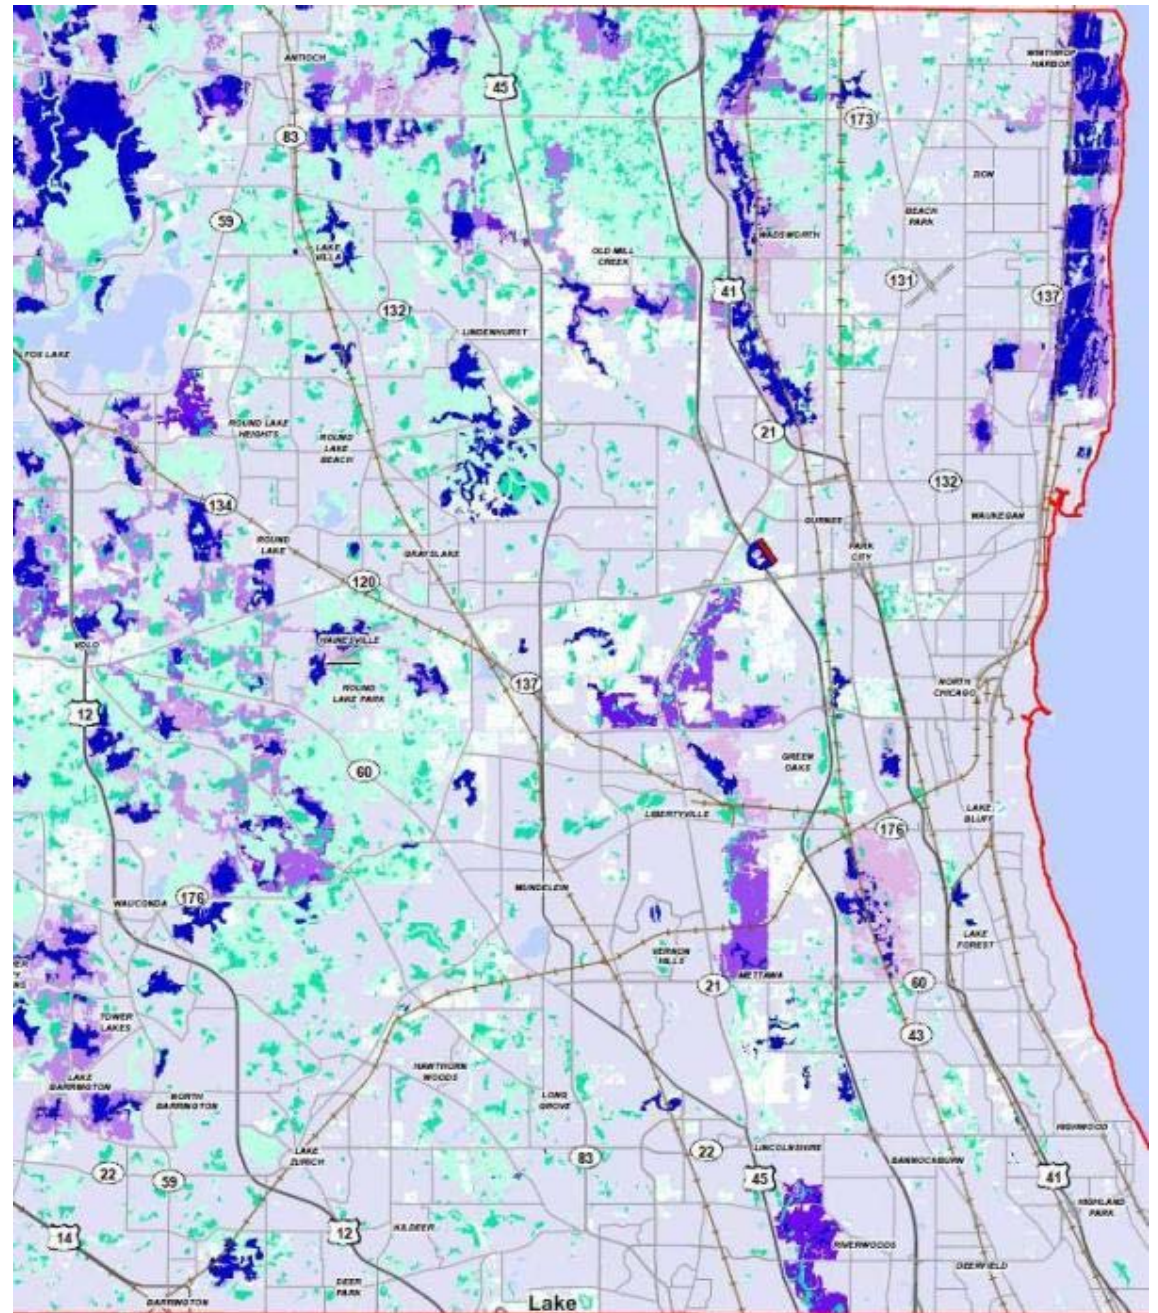 ANTIOCH
WINTHROP
HARBOR
45
83
173
ZION
59
BEACH
PARK
LAKE
VILLA
WADSWORTH
OLD MILL
CREEK
131
41
137
132
LINDENHURST
FOX LAKE
ROUND LAKE
HEIGHTS
ROUND
LAKE
BEACH
21
132
134
WAUKEGAN
GURNEE
ROUND
LAKE
GRAYSLAKE
PARK
CITY
120
VOLO
HAINESVILLE
137
ROUND
LAKE PARK
NORTH
CHICAGO
12
60
GREEN
OAKS
LIBERTYVILLE
LAKE
BLUFF
176
MUNDELEIN
WAUCONDA
176
LAKE
FOREST
VERNON
HILLS
METTAWA
21
60
TOWER
LAKES
43
HAWTHORN
WOODS
LAKE
BARRINGTON
NORTH
BARRINGTON
LONG
GROVE
HIGHWOOD
LAKE
ZURICH
83
22
LINCOLNSHIRE
BANNOCKBURN
22
59
45
41
HIGHLAND
PARK
14
12
KILDEER
RIVERWOODS
DEERFIELD
DEER
PARK
BARRINGTON
Lake